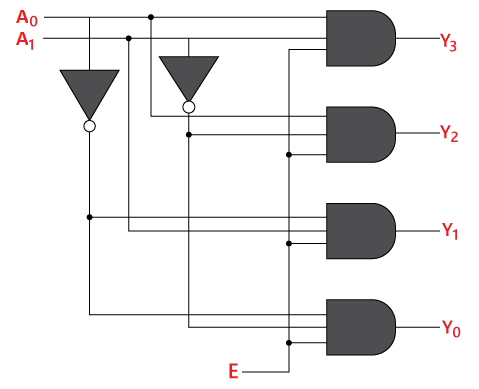 A₀
A₁
Y₃
Y₂
Y₁
Y₀
E